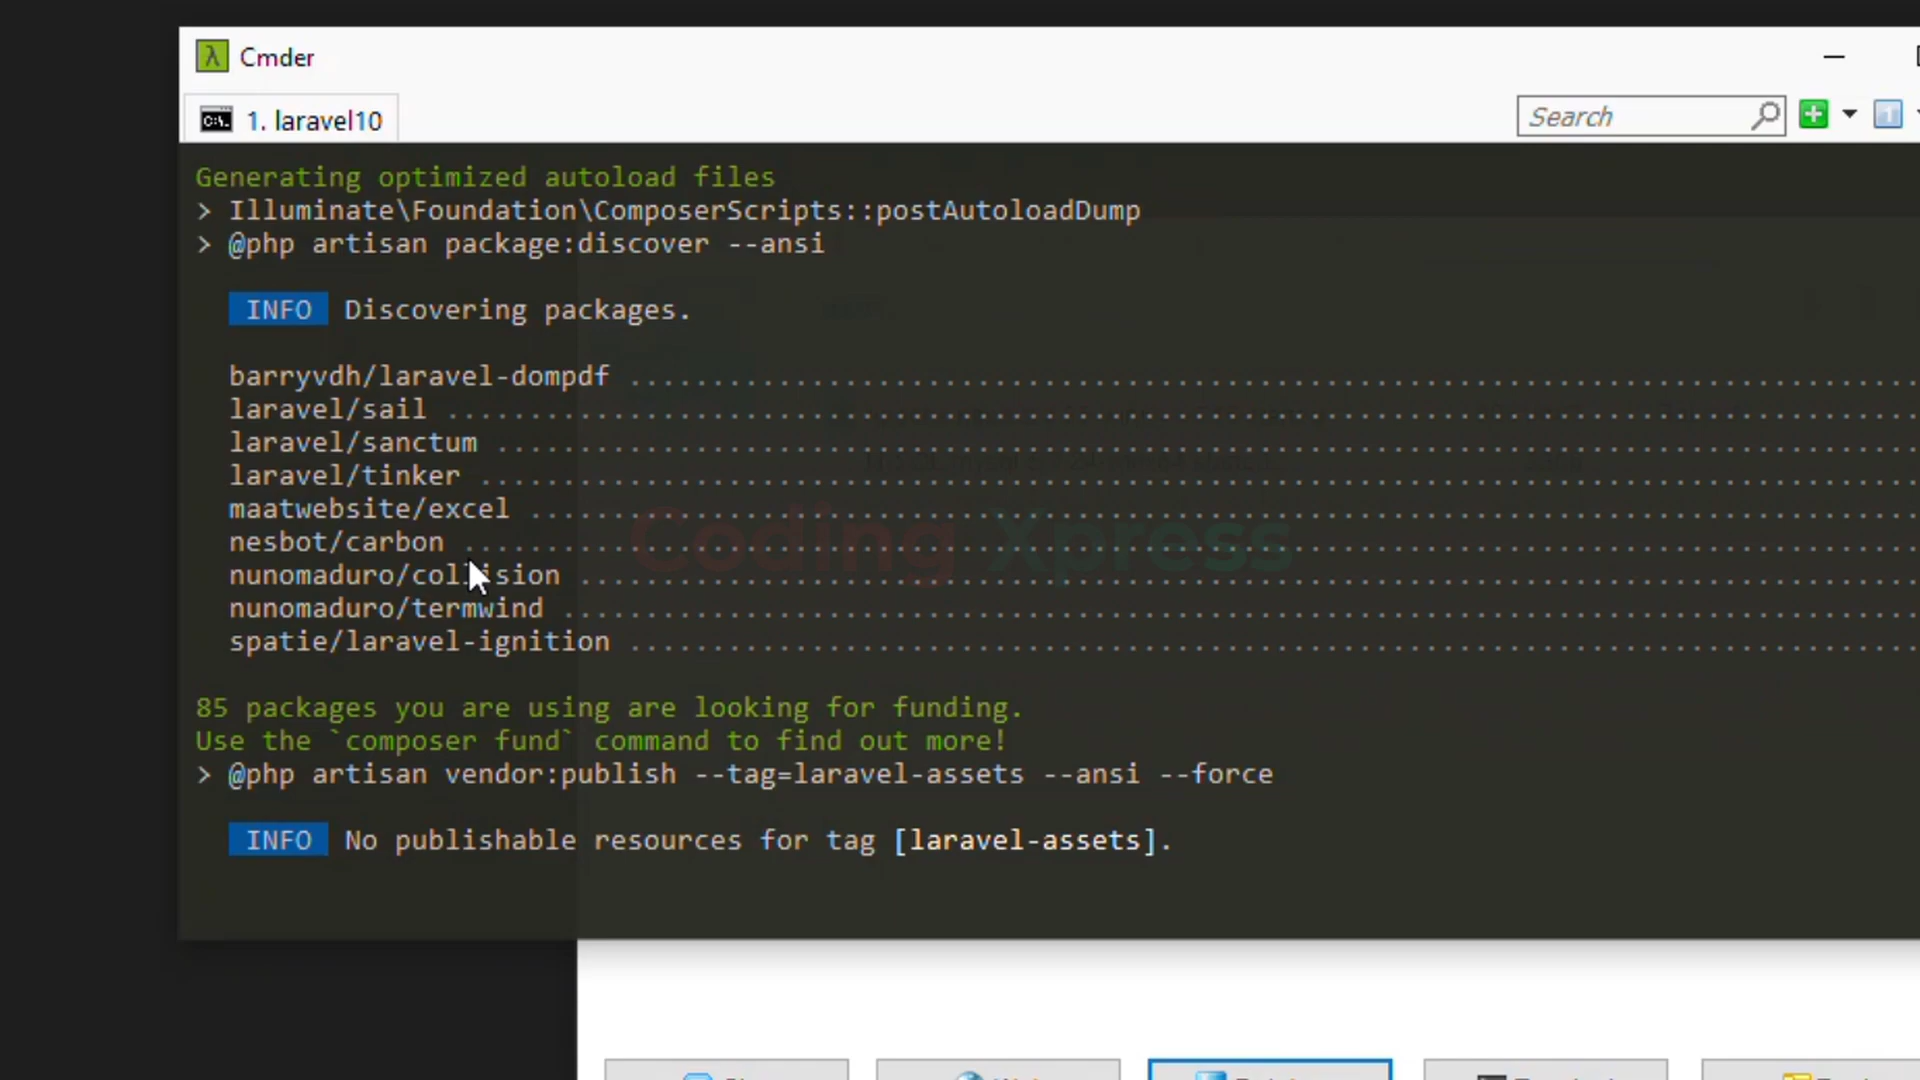 Cmder
1. laravel10
Search
Generating optimized autoload files
> Illuminate\Foundation\ComposerScripts::postAutoloadDump
> @php artisan package:discover --ansi
INFO Discovering packages.
barryvdh/laravel-dompdf
laravel/sail
laravel/sanctum
laravel/tinker
maatwebsite/excel
Coding Xpress
nesbot/carbon
nunomaduro/collision
nunomaduro/termwind
spatie/laravel-ignition
85 packages you are using are looking for funding.
Use the `composer fund` command to find out more!
> @php artisan vendor:publish --tag=laravel-assets --ansi --force
INFO No publishable resources for tag [laravel-assets].